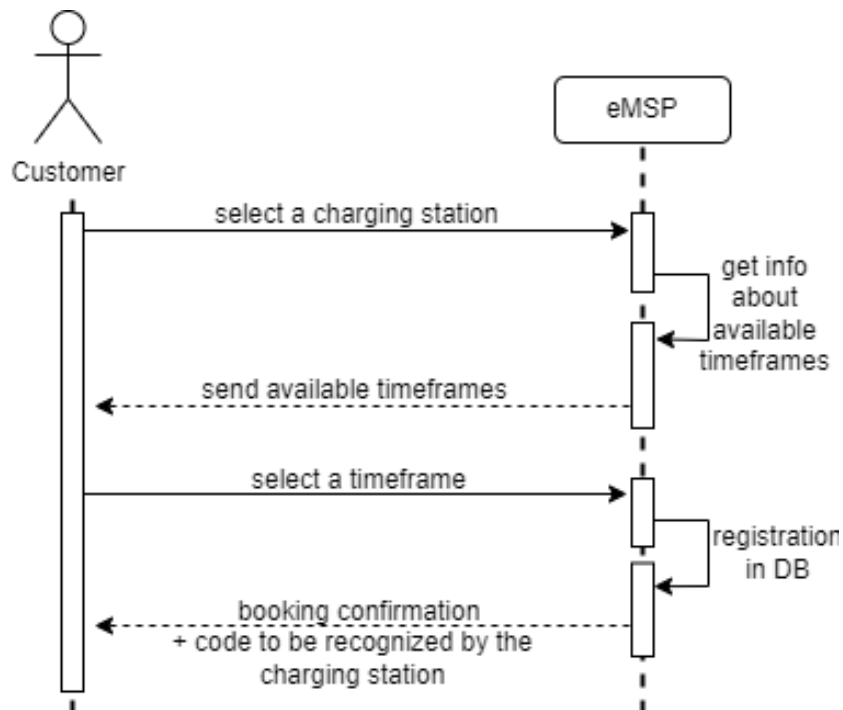 eMSP
Customer
select a charging station
get info
about
available
timeframes
send available timeframes
select a timeframe
registration
in DB
booking confirmation
+ code to be recognized by the
charging station